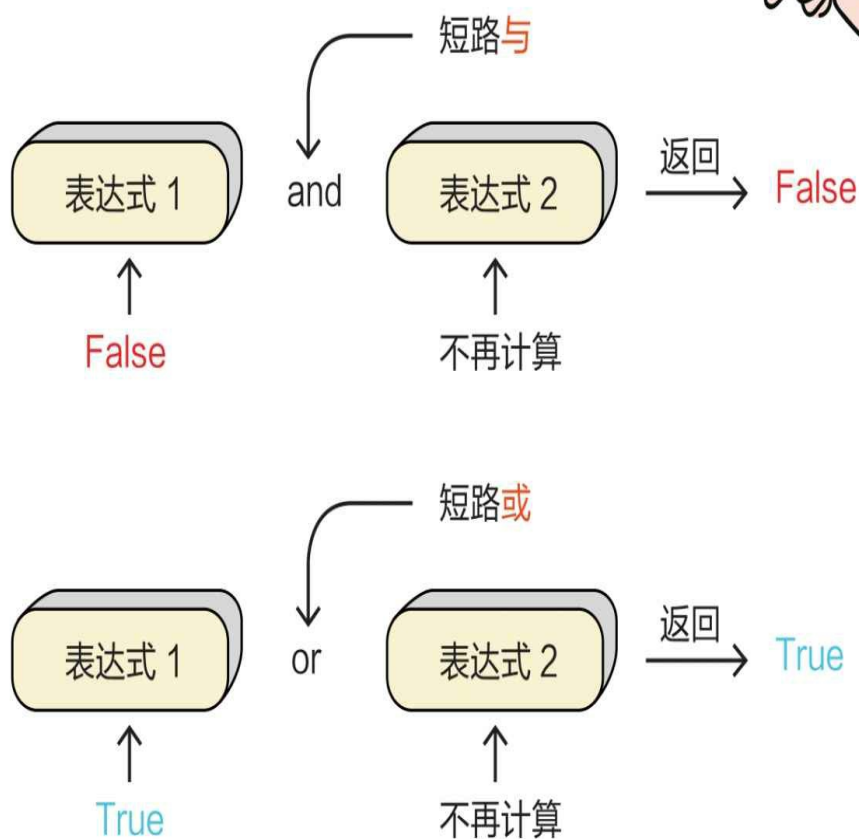 短路与
表达式 1 and 表达式 2 返回 False
False 不再计算
短路或
表达式 1 or 表达式 2 返回 True
True 不再计算